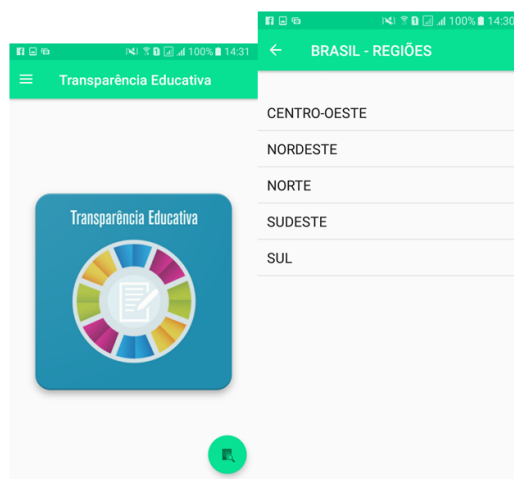 100% 14:31
Transparência Educativa
Transparência Educativa
100% 14:30
BRASIL - REGIÕES
CENTRO-OESTE
NORDESTE
NORTE
SUDESTE
SUL